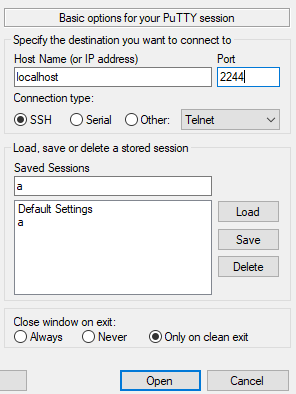 Basic options for your PuTTY session
Specify the destination you want to connect to
Host Name (or IP address) Port
localhost 2244
Connection type:
SSH Serial Other: Telnet
Load, save or delete a stored session
Saved Sessions
a
Default Settings
a
Load
Save
Delete
Close window on exit:
Always Never Only on clean exit
Open Cancel